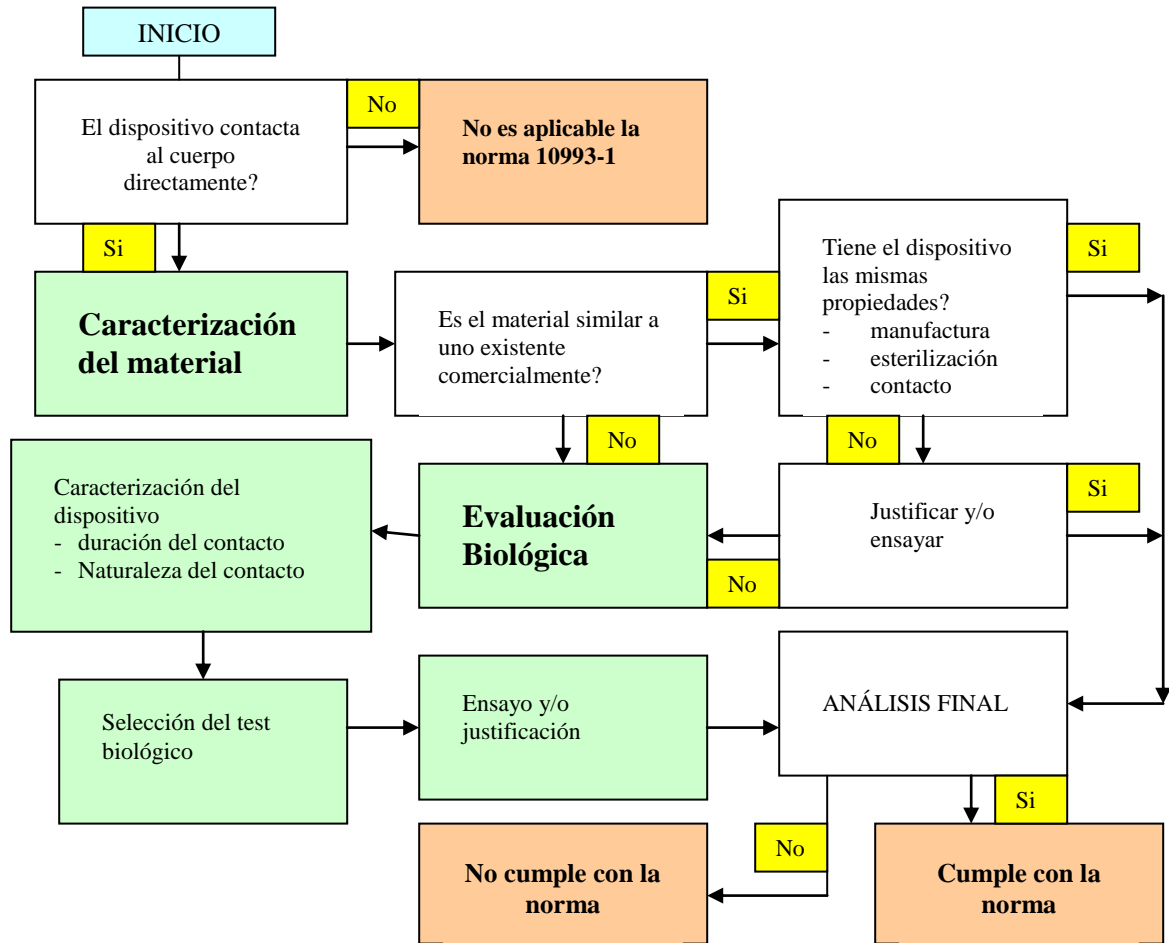 INICIO
El dispositivo contacta
al cuerpo
directamente?
No
No es aplicable la
norma 10993-1
Si
Caracterización
del material
Es el material similar a
uno existente
comercialmente?
Si
Tiene el dispositivo
las mismas
propiedades?
- manufactura
- esterilización
- contacto
Si
No
No
Caracterización del
dispositivo
- duración del contacto
- Naturaleza del contacto
Evaluación
Biológica
Justificar y/o
ensayar
Si
No
Selección del test
biológico
Ensayo y/o
justificación
ANÁLISIS FINAL
Si
No
No cumple con la
norma
Cumple con la
norma